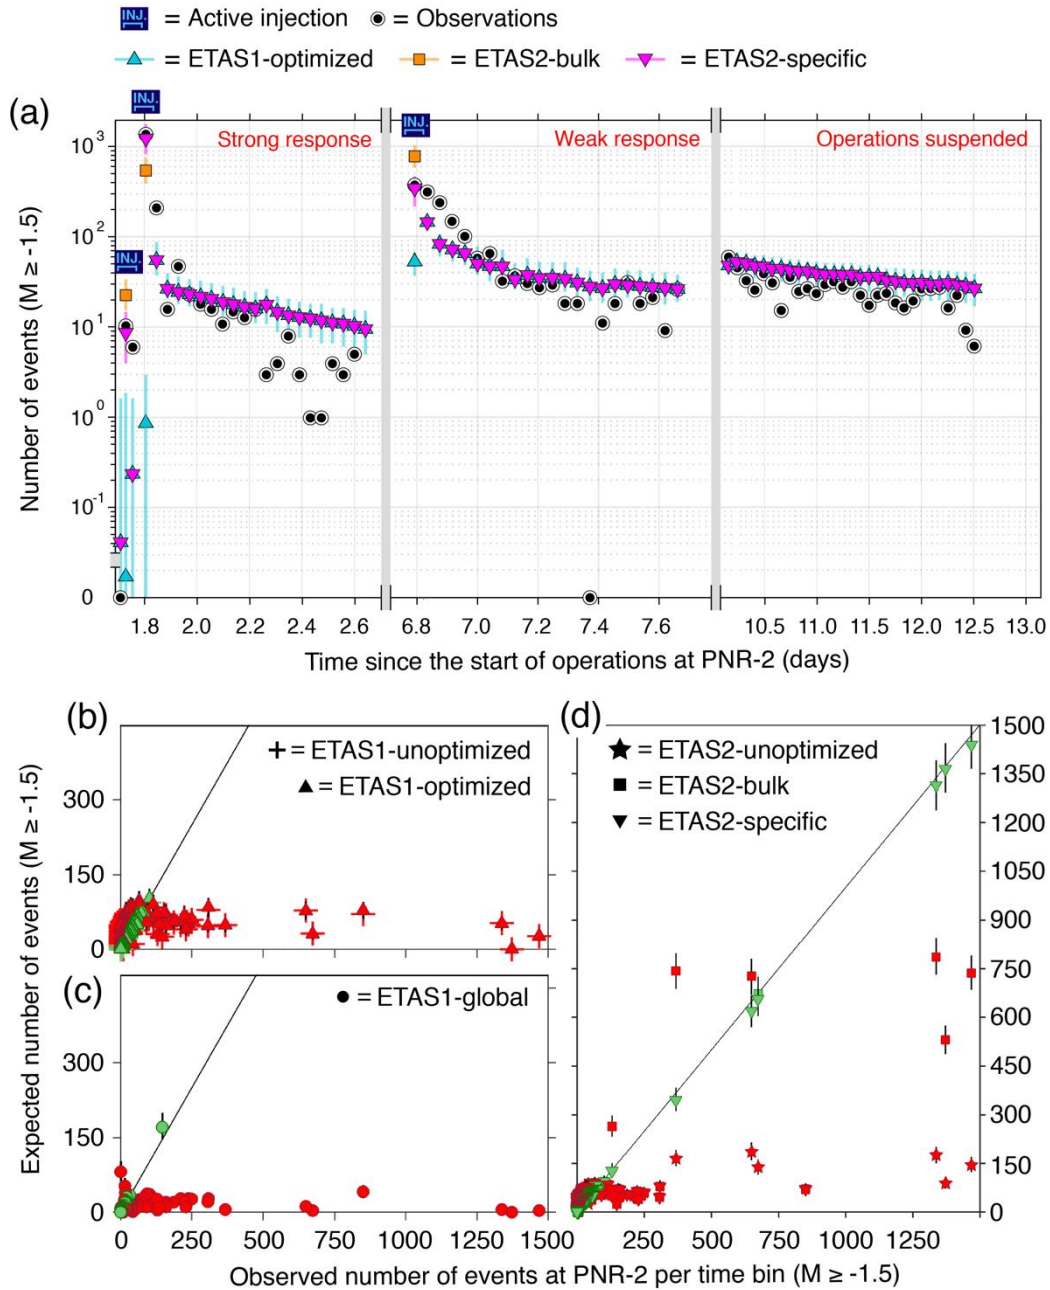 INJ. = Active injection = Observations
= ETAS1-optimized = ETAS2-bulk = ETAS2-specific
(a)
INJ.
INJ.
INJ.
Strong response
Weak response
Operations suspended
Number of events (M ≥ -1.5)
10³
10²
10¹
10⁰
10⁻¹
0
1.8 2.0 2.2 2.4 2.6 6.8 7.0 7.2 7.4 7.6 10.5 11.0 11.5 12.0 12.5 13.0
Time since the start of operations at PNR-2 (days)
(b)
= ETAS1-unoptimized
= ETAS1-optimized
300
150
0
(c)
= ETAS1-global
300
150
0
0 250 500 750 1000 1250 1500
Expected number of events (M ≥ -1.5)
(d)
= ETAS2-unoptimized
= ETAS2-bulk
= ETAS2-specific
1500
1350
1200
1050
900
750
600
450
300
150
0
0 250 500 750 1000 1250
Observed number of events at PNR-2 per time bin (M ≥ -1.5)